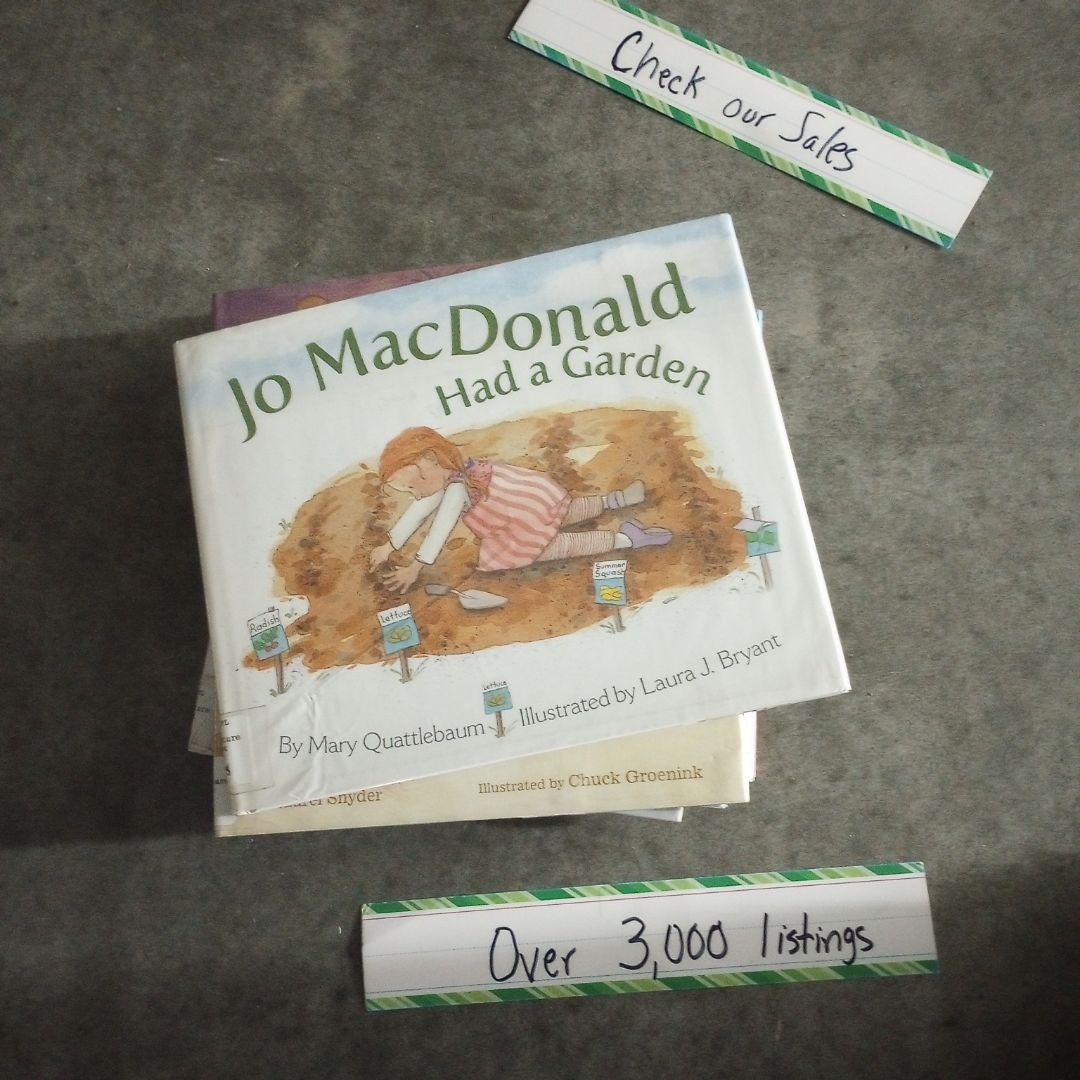 Check our Sales
Jo MacDonald
Had a Garden
Summer
Squash
Radish
Lettuce
Lettuce
By Mary Quattlebaum
Illustrated by Laura J. Bryant
Snyder
Illustrated by Chuck Groenink
Over 3,000 listings